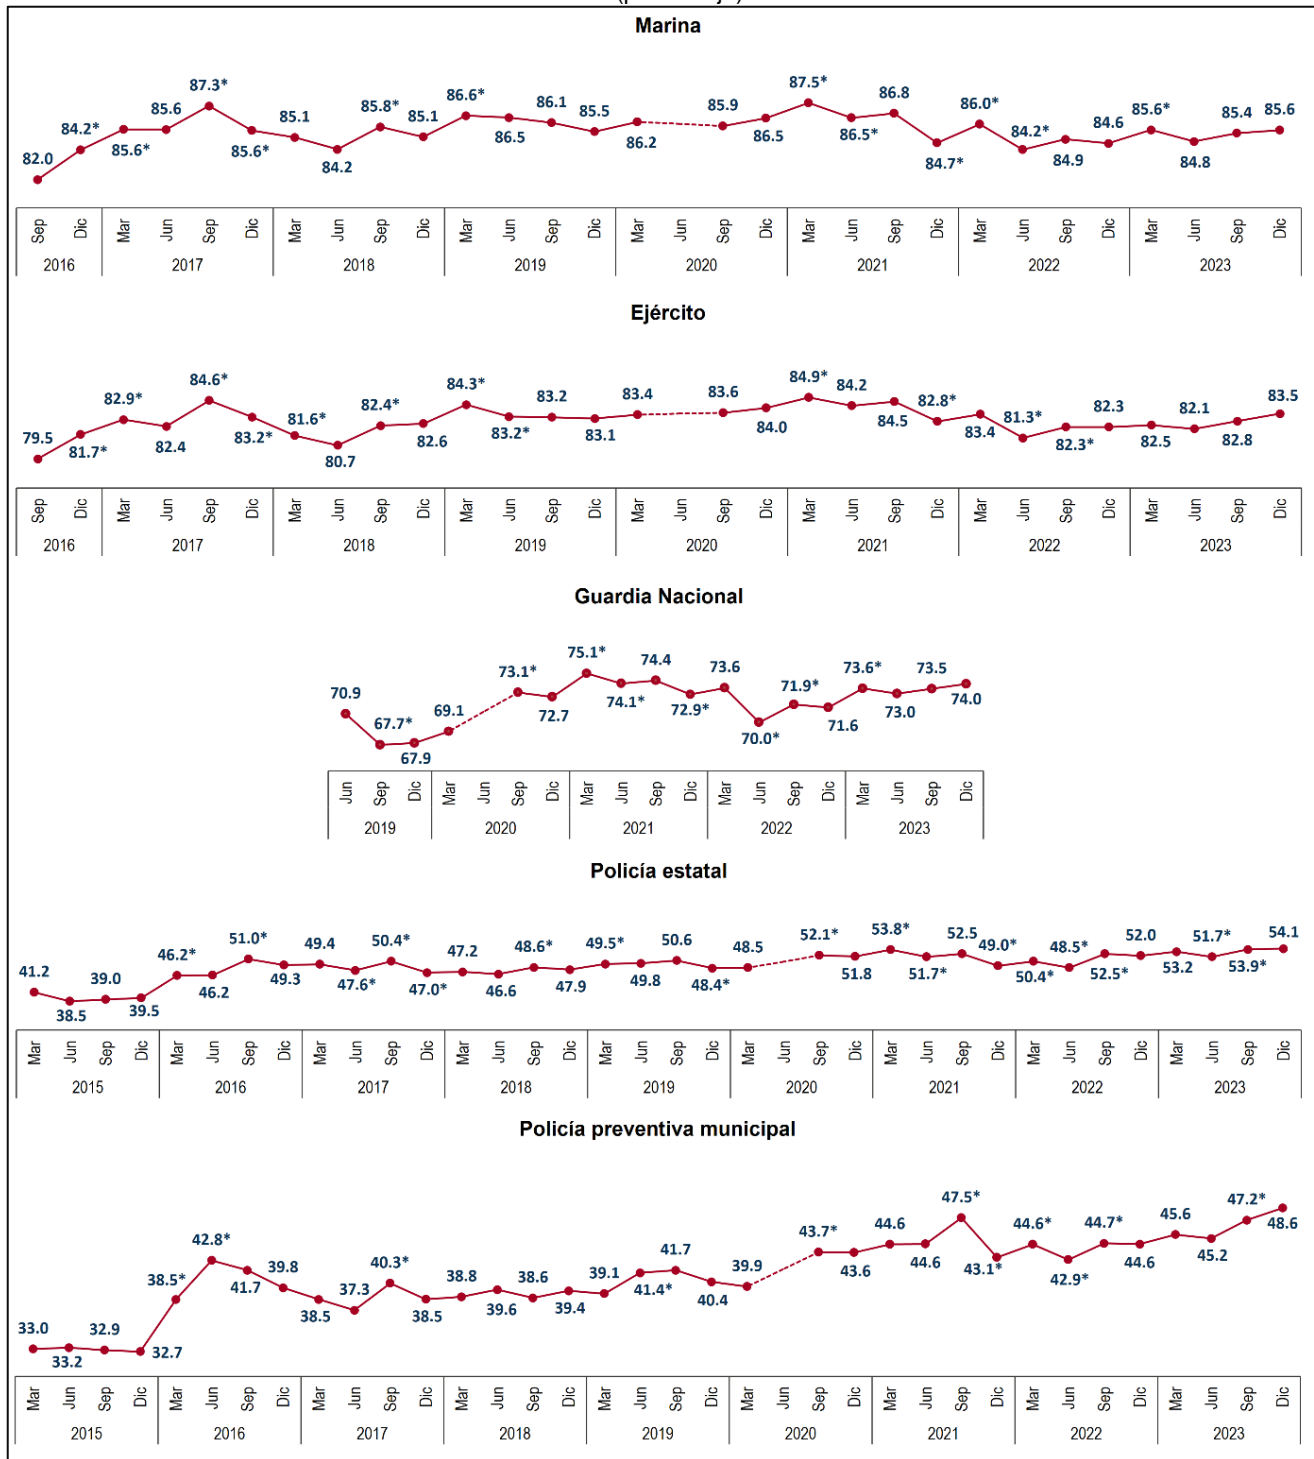 Marina
82.0 84.2* 85.6* 85.6 87.3* 85.6* 85.1 84.2 85.8* 85.1 86.6* 86.5 86.1 85.5 86.2 85.9 86.5 87.5* 86.5* 86.8 84.7* 86.0* 84.2* 84.9 84.6 85.6* 84.8 85.4 85.6
Sep Dic Mar Jun Sep Dic Mar Jun Sep Dic Mar Jun Sep Dic Mar Jun Sep Dic Mar Jun Sep Dic Mar Jun Sep Dic Mar Jun Sep Dic
2016 2017 2018 2019 2020 2021 2022 2023
Ejército
79.5 81.7* 82.9* 82.4 84.6* 83.2* 81.6* 80.7 82.4* 82.6 84.3* 83.2* 83.2 83.1 83.4 83.6 84.0 84.9* 84.2 84.5 82.8* 83.4 81.3* 82.3* 82.3 82.5 82.1 82.8 83.5
Sep Dic Mar Jun Sep Dic Mar Jun Sep Dic Mar Jun Sep Dic Mar Jun Sep Dic Mar Jun Sep Dic Mar Jun Sep Dic Mar Jun Sep Dic
2016 2017 2018 2019 2020 2021 2022 2023
Guardia Nacional
70.9 67.7* 67.9 69.1 73.1* 72.7 75.1* 74.1* 74.4 72.9* 73.6 70.0* 71.9* 71.6 73.6* 73.0 73.5 74.0
Jun Sep Dic Mar Jun Sep Dic Mar Jun Sep Dic Mar Jun Sep Dic Mar Jun Sep Dic
2019 2020 2021 2022 2023
Policía estatal
41.2 38.5 39.0 39.5 46.2* 46.2 51.0* 49.3 49.4 47.6* 50.4* 47.0* 47.2 46.6 48.6* 47.9 49.5* 49.8 50.6 48.4* 48.5 52.1* 51.8 53.8* 51.7* 52.5 49.0* 50.4* 48.5* 52.5* 52.0 53.2 51.7* 53.9* 54.1
Mar Jun Sep Dic Mar Jun Sep Dic Mar Jun Sep Dic Mar Jun Sep Dic Mar Jun Sep Dic Mar Jun Sep Dic Mar Jun Sep Dic Mar Jun Sep Dic Mar Jun Sep Dic
2015 2016 2017 2018 2019 2020 2021 2022 2023
Policía preventiva municipal
33.0 33.2 32.9 32.7 38.5* 42.8* 41.7 39.8 38.5 37.3 40.3* 38.5 38.8 39.6 38.6 39.4 39.1 41.4* 41.7 40.4 39.9 43.7* 43.6 44.6 44.6 47.5* 43.1* 44.6* 42.9* 44.7* 44.6 45.6 45.2 47.2* 48.6
Mar Jun Sep Dic Mar Jun Sep Dic Mar Jun Sep Dic Mar Jun Sep Dic Mar Jun Sep Dic Mar Jun Sep Dic Mar Jun Sep Dic Mar Jun Sep Dic Mar Jun Sep Dic
2015 2016 2017 2018 2019 2020 2021 2022 2023